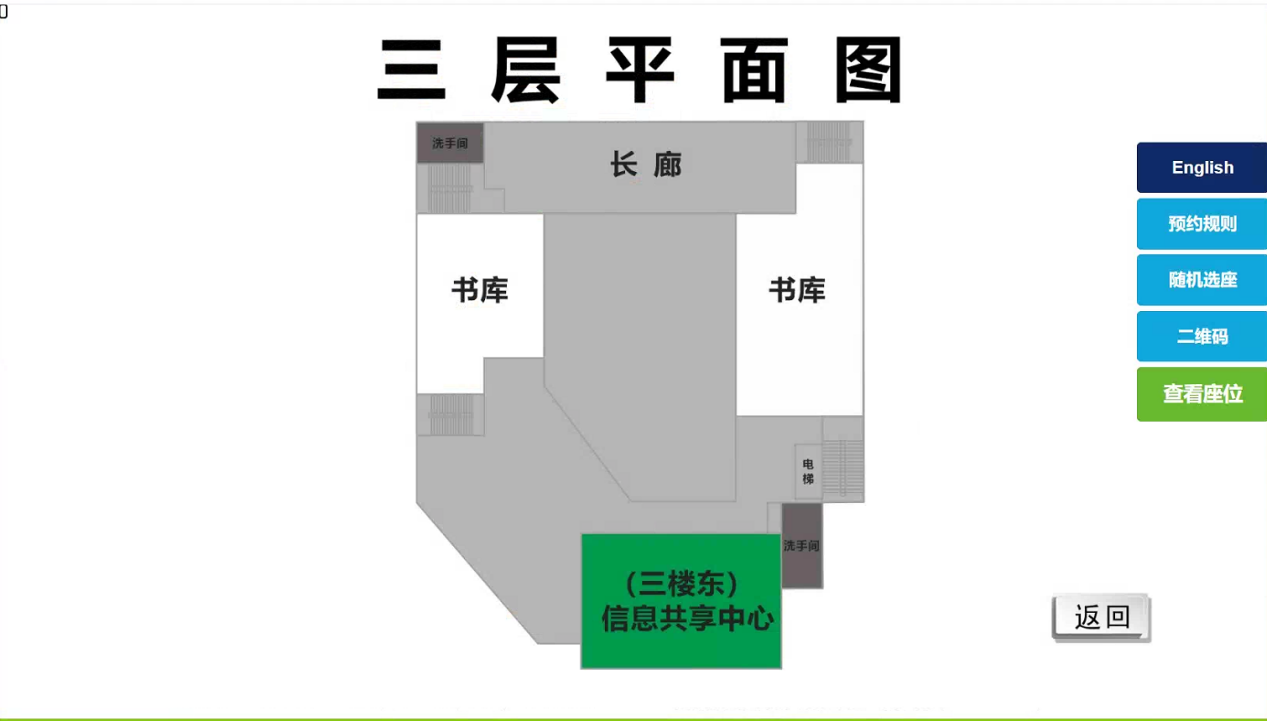 三层平面图
洗手间
长廊
书库
书库
电
梯
洗手间
(三楼东)
信息共享中心
English
预约规则
随机选座
二维码
查看座位
返回